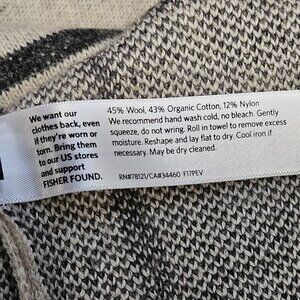 We want our
clothes back, even
if they're worn or
torn. Bring them
to our US stores
and support
FISHER FOUND.
45% Wool, 43% Organic Cotton, 12% Nylon
We recommend hand wash cold, no bleach. Gently
squeeze, do not wring. Roll in towel to remove excess
moisture. Reshape and lay flat to dry. Cool iron if
necessary. May be dry cleaned.
RN#78121/CA#34460 F17PEV